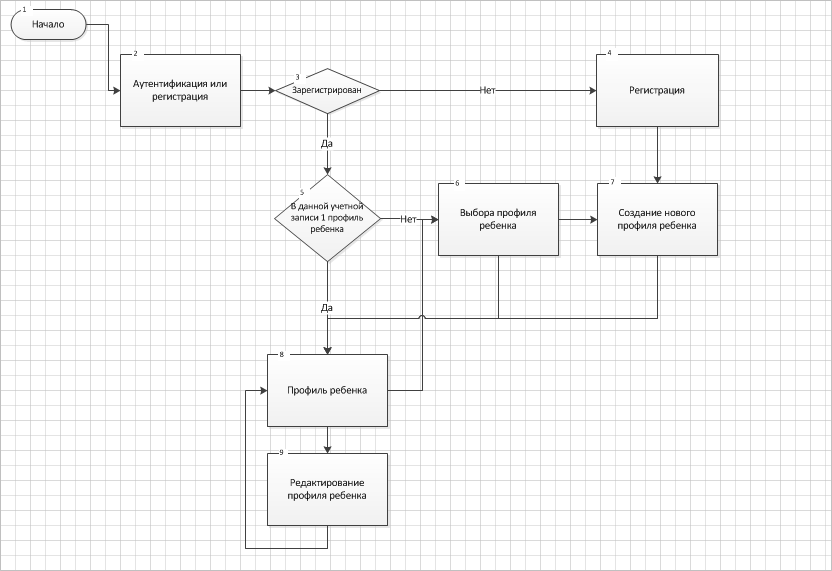 1
Начало
2
Аутентификация или
регистрация
3
Зарегистрирован
Нет
4
Регистрация
Да
5
В данной учетной
записи 1 профиль
ребенка
Нет
6
Выбора профиля
ребенка
7
Создание нового
профиля ребенка
Да
8
Профиль ребенка
9
Редактирование
профиля ребенка